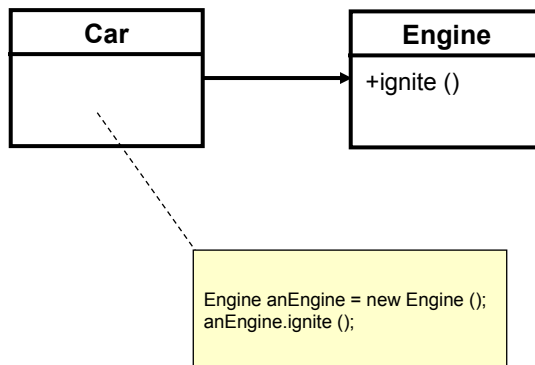 Car
Engine
+ignite ()
Engine anEngine = new Engine ();
anEngine.ignite ();